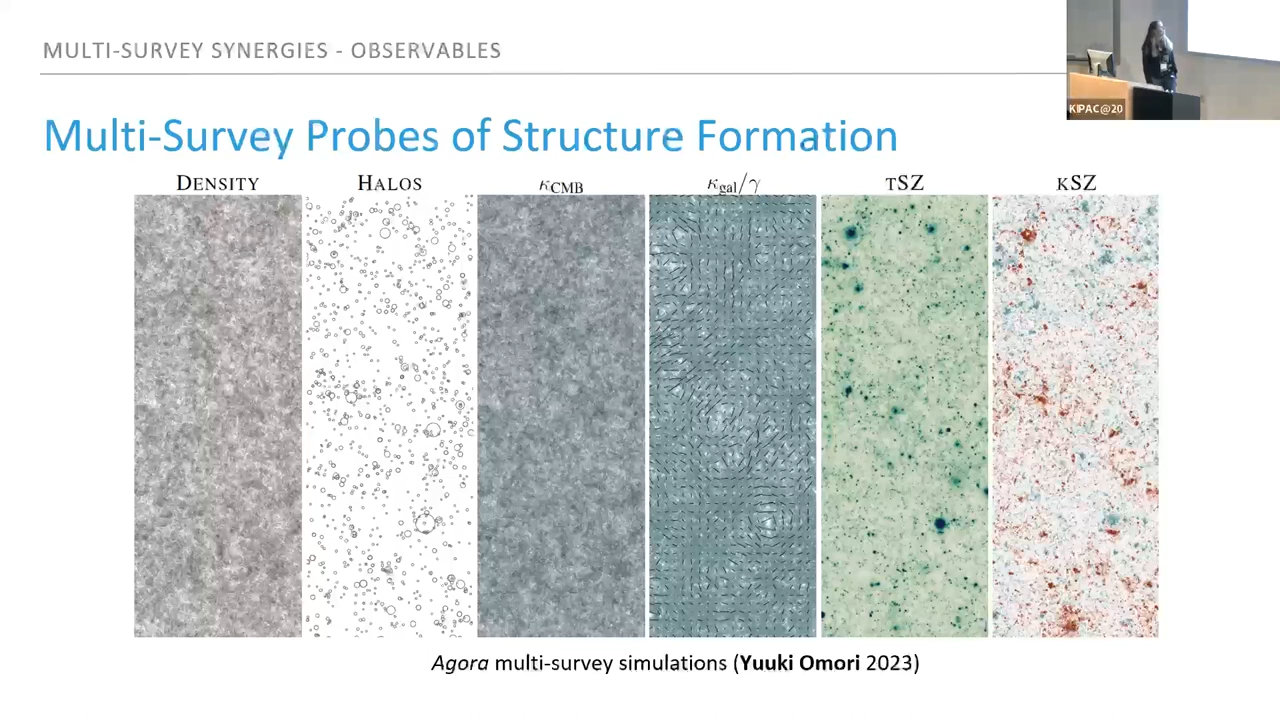 MULTI-SURVEY SYNERGIES - OBSERVABLES
KIPAC@20
Multi-Survey Probes of Structure Formation
DENSITY HALOS κCMB κgal/γ TSZ KSZ
Agora multi-survey simulations (Yuuki Omori 2023)